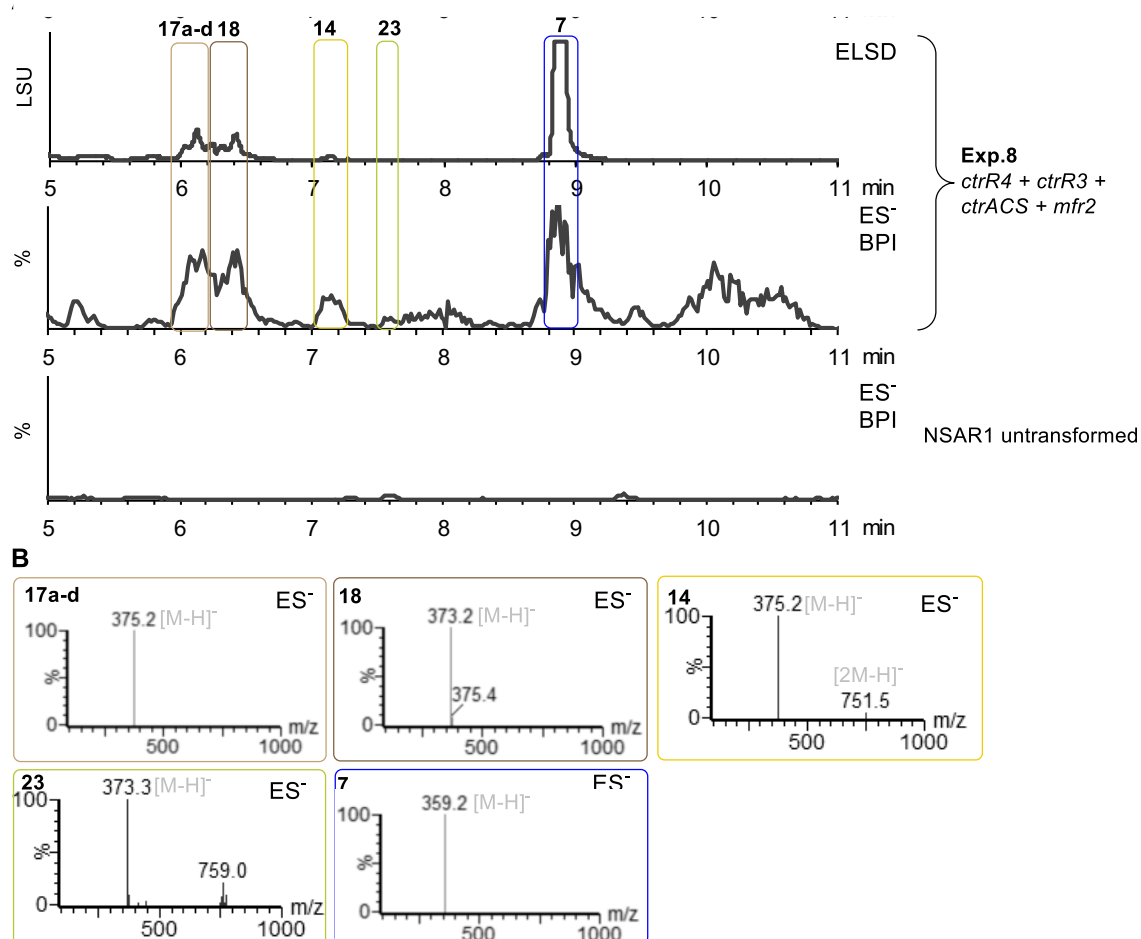 17a-d 18 14 23 7
ELSD
LSU
5 6 7 8 9 10 11 min
Exp.8
ctrR4 + ctrR3 +
ctrACS + mfr2
ES-
BPI
%
5 6 7 8 9 10 11 min
ES-
BPI
%
NSAR1 untransformed
5 6 7 8 9 10 11 min
B
17a-d ES-
375.2 [M-H]-
100
%
0
500 1000 m/z
18 ES-
373.2 [M-H]-
100
%
375.4
0
500 1000 m/z
14 ES-
375.2 [M-H]-
100
%
[2M-H]-
751.5
0
500 1000 m/z
23 ES-
373.3 [M-H]-
100
%
759.0
0
500 1000 m/z
7 ES-
359.2 [M-H]-
100
%
0
500 1000 m/z